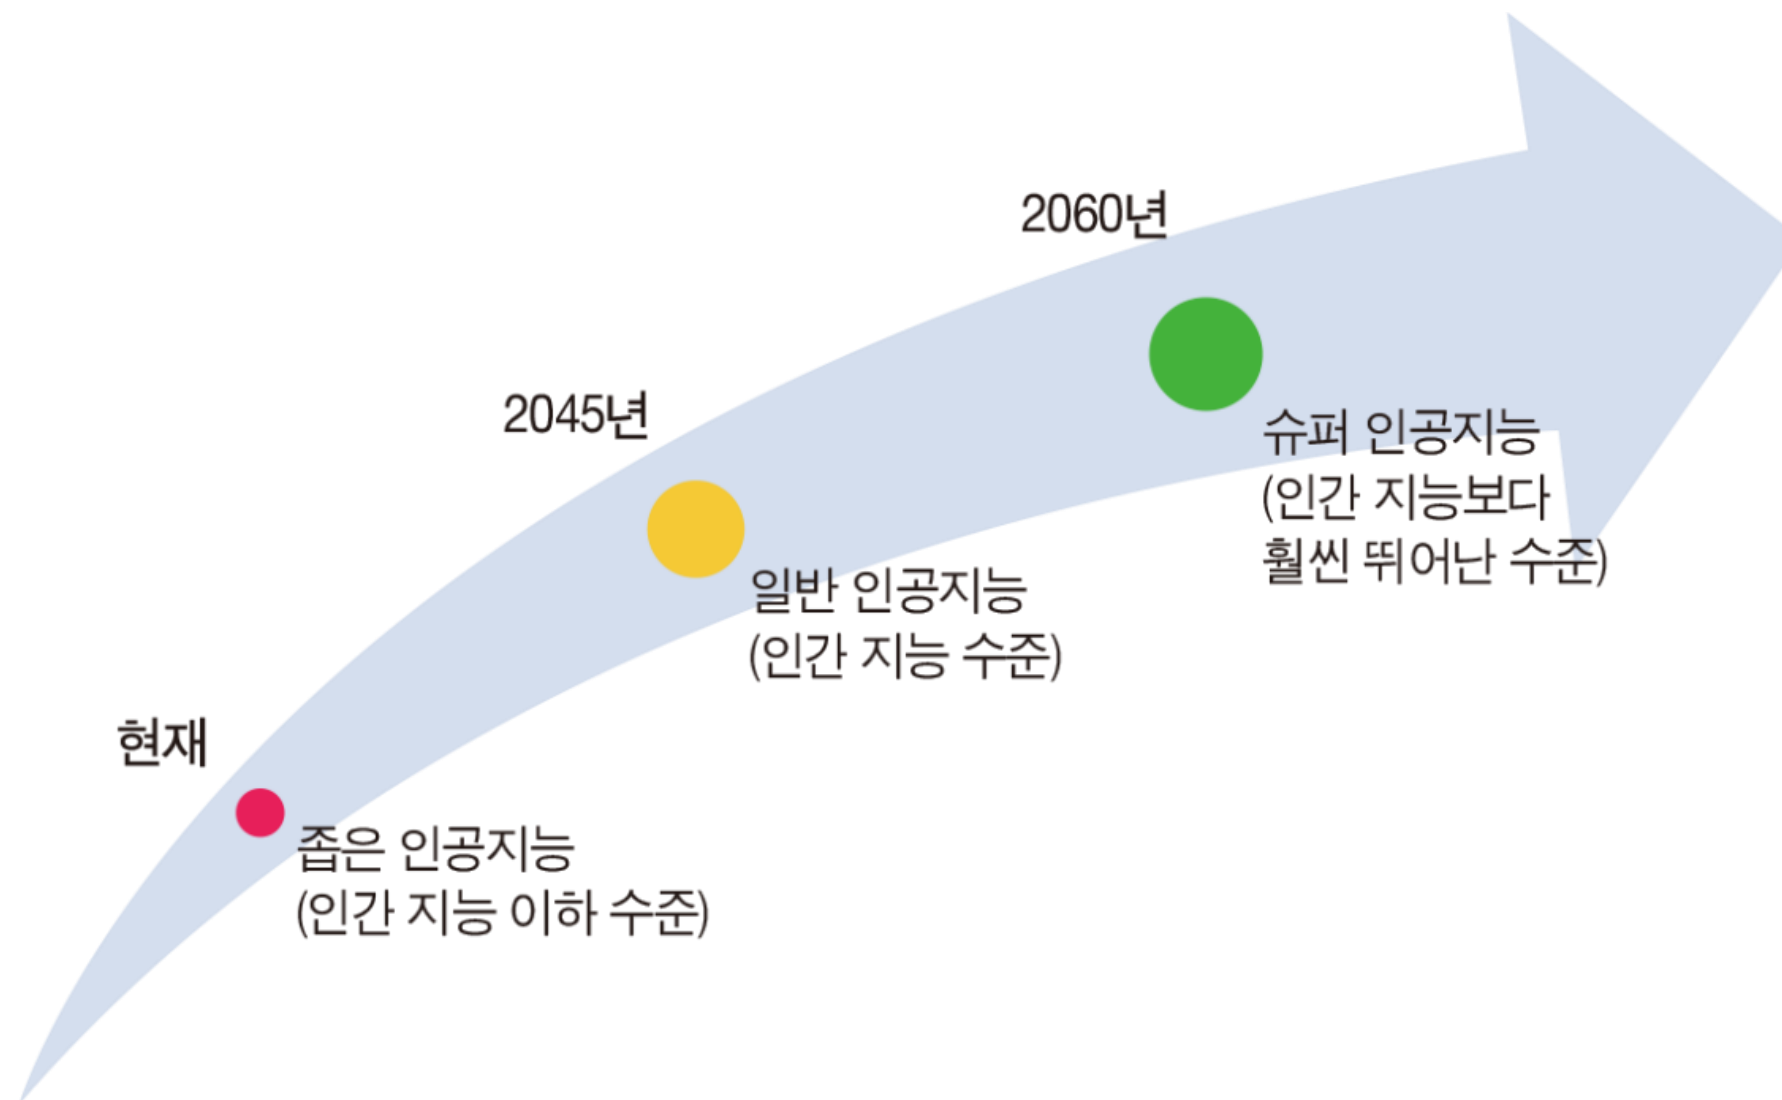 현재
좁은 인공지능
(인간 지능 이하 수준)
2045년
일반 인공지능
(인간 지능 수준)
2060년
슈퍼 인공지능
(인간 지능보다
훨씬 뛰어난 수준)